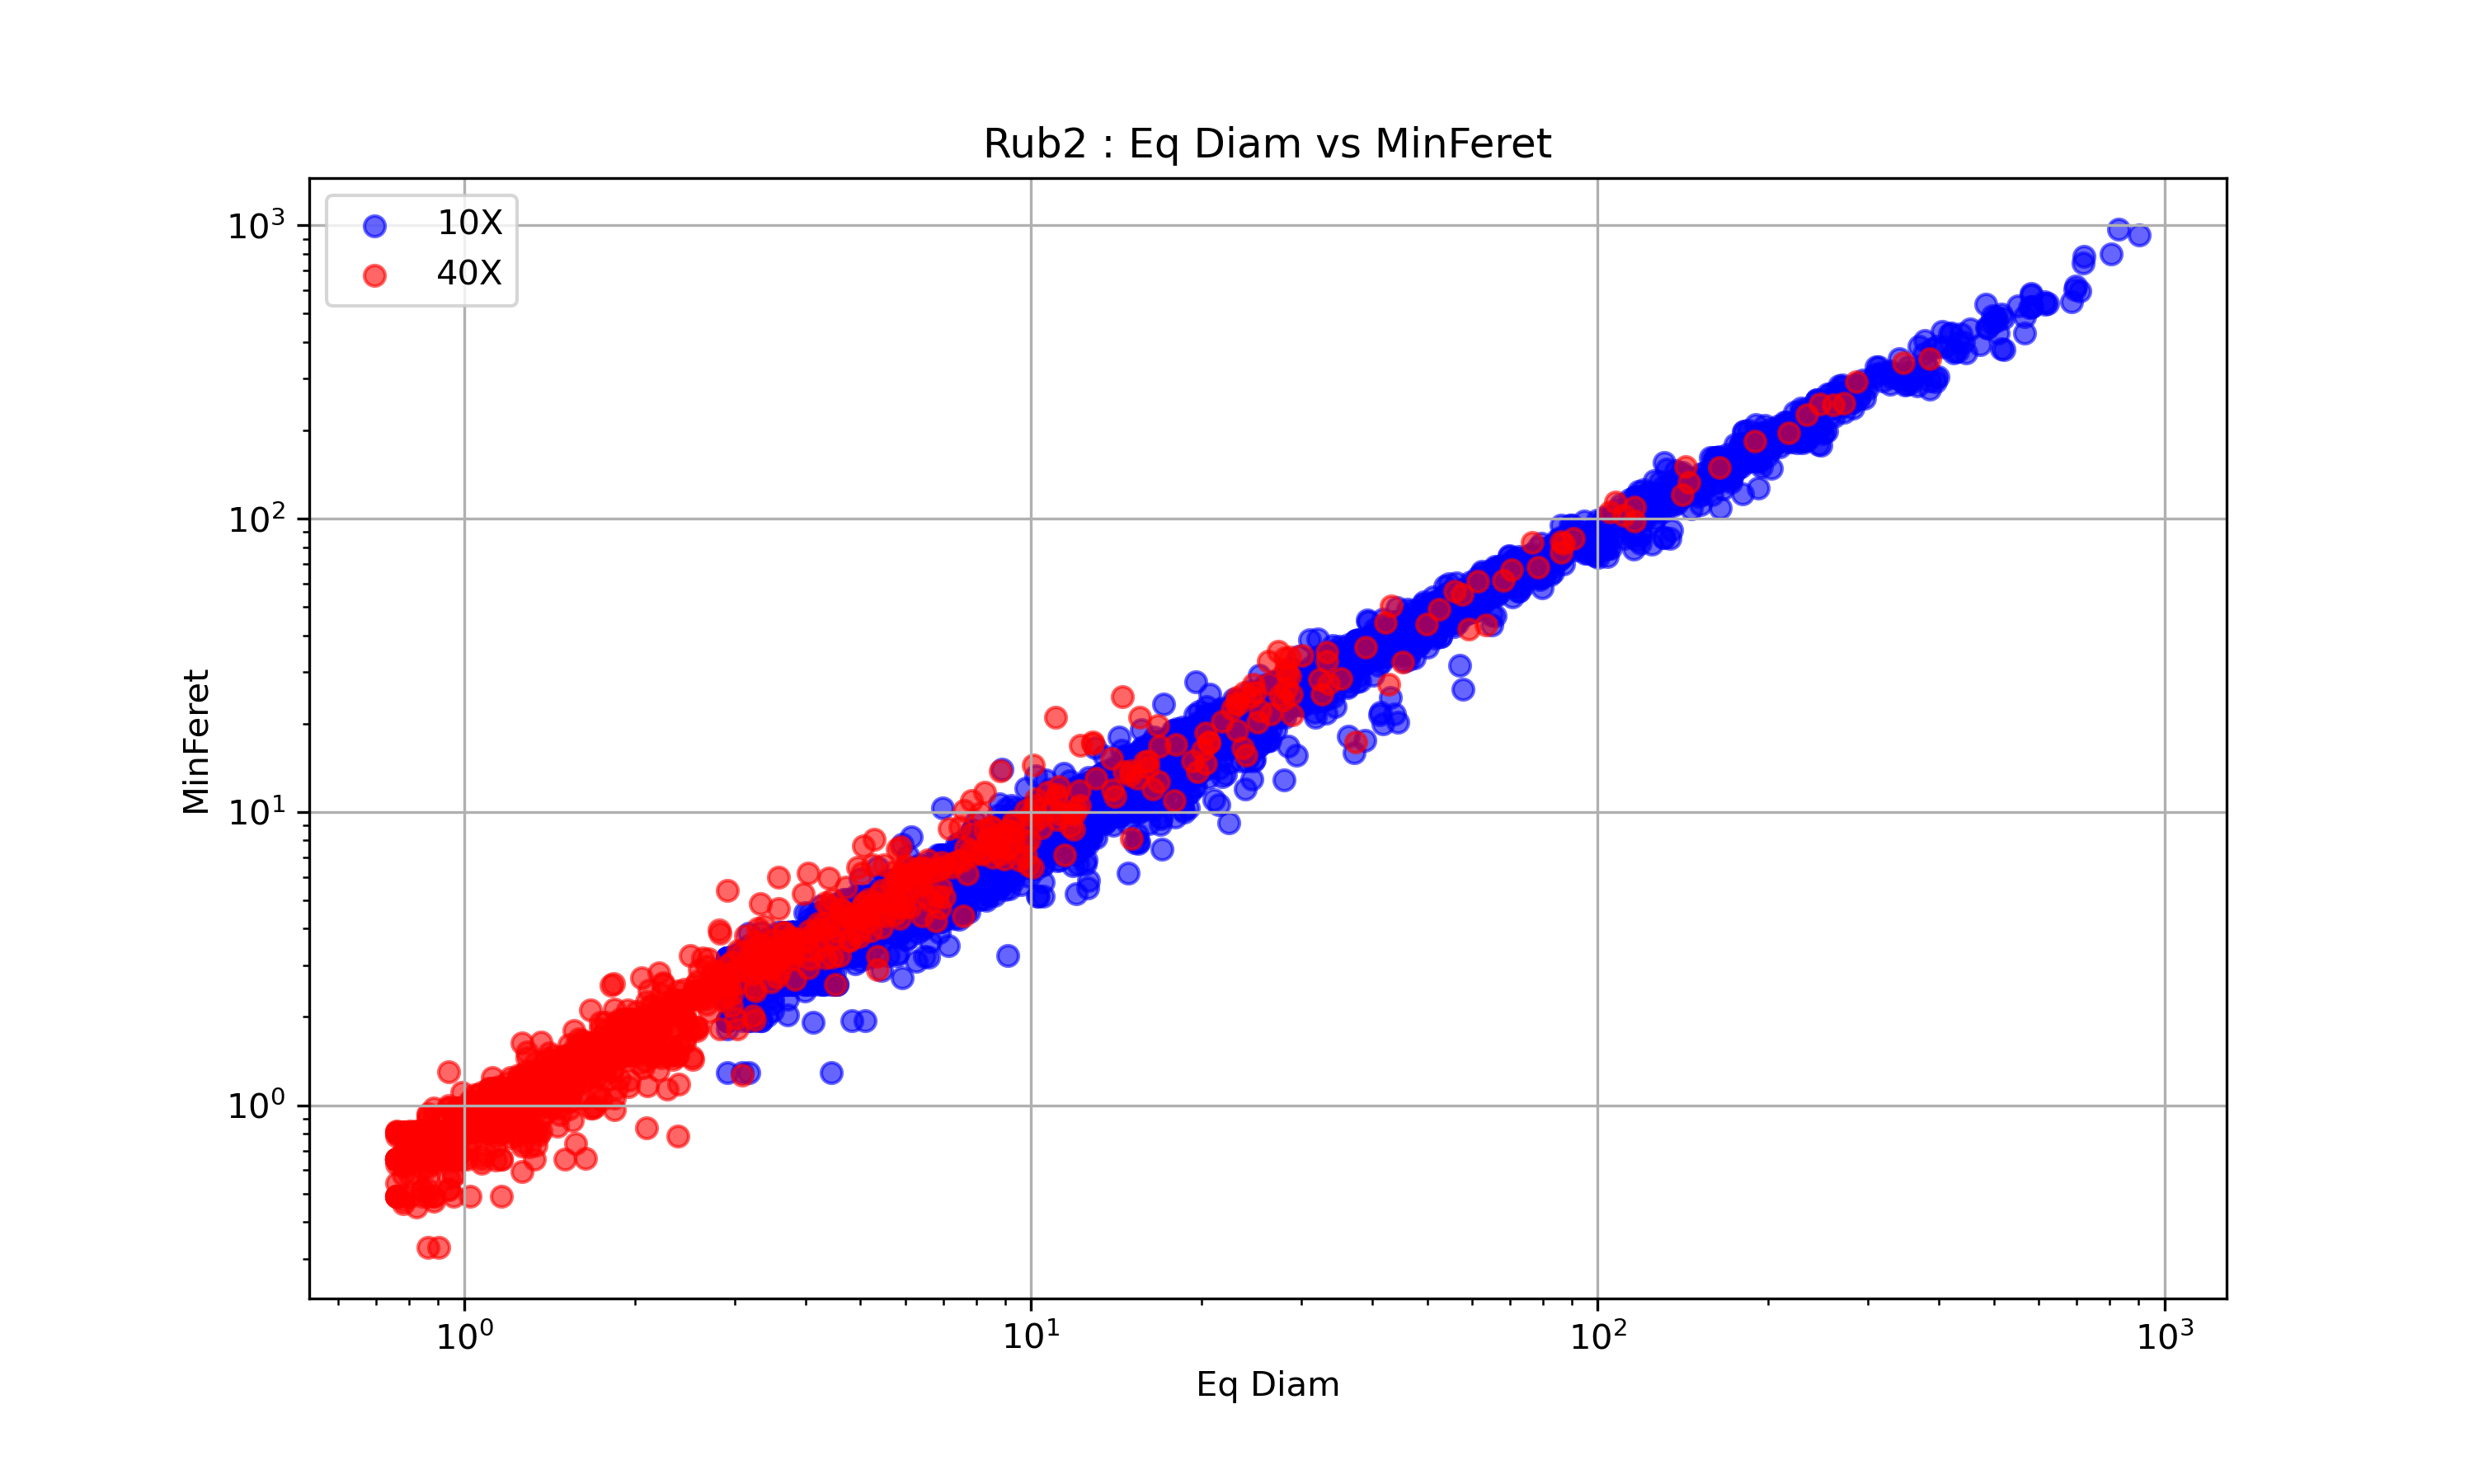 Rub2 : Eq Diam vs MinFeret
10X
40X
10³
10²
10¹
10⁰
MinFeret
10⁰ 10¹ 10² 10³
Eq Diam